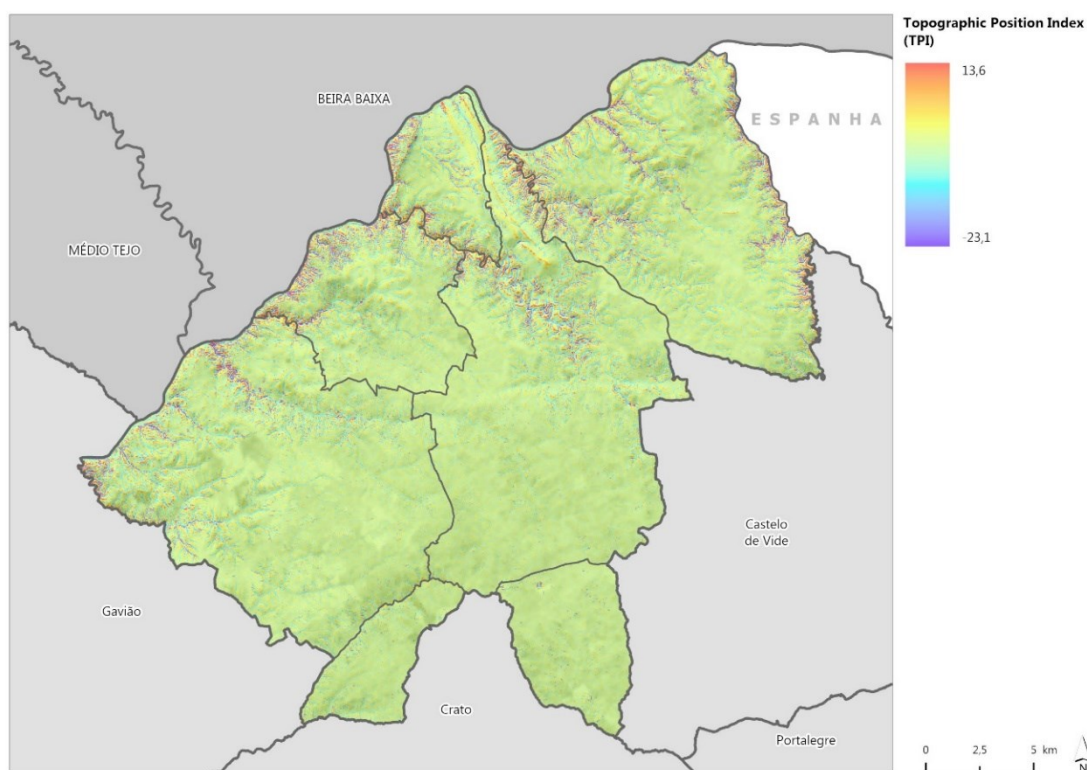 Topographic Position Index
(TPI)
13,6
-23,1
BEIRA BAIXA
ESPANHA
MÉDIO TEJO
Castelo
de Vide
Gavião
Crato
Portalegre
0 2,5 5 km
N